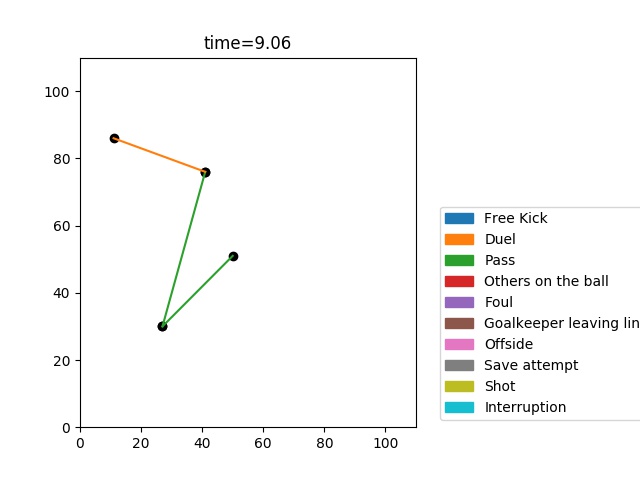 time=9.06
100
80
60
40
20
0
0 20 40 60 80 100
Free Kick
Duel
Pass
Others on the ball
Foul
Goalkeeper leaving lin
Offside
Save attempt
Shot
Interruption